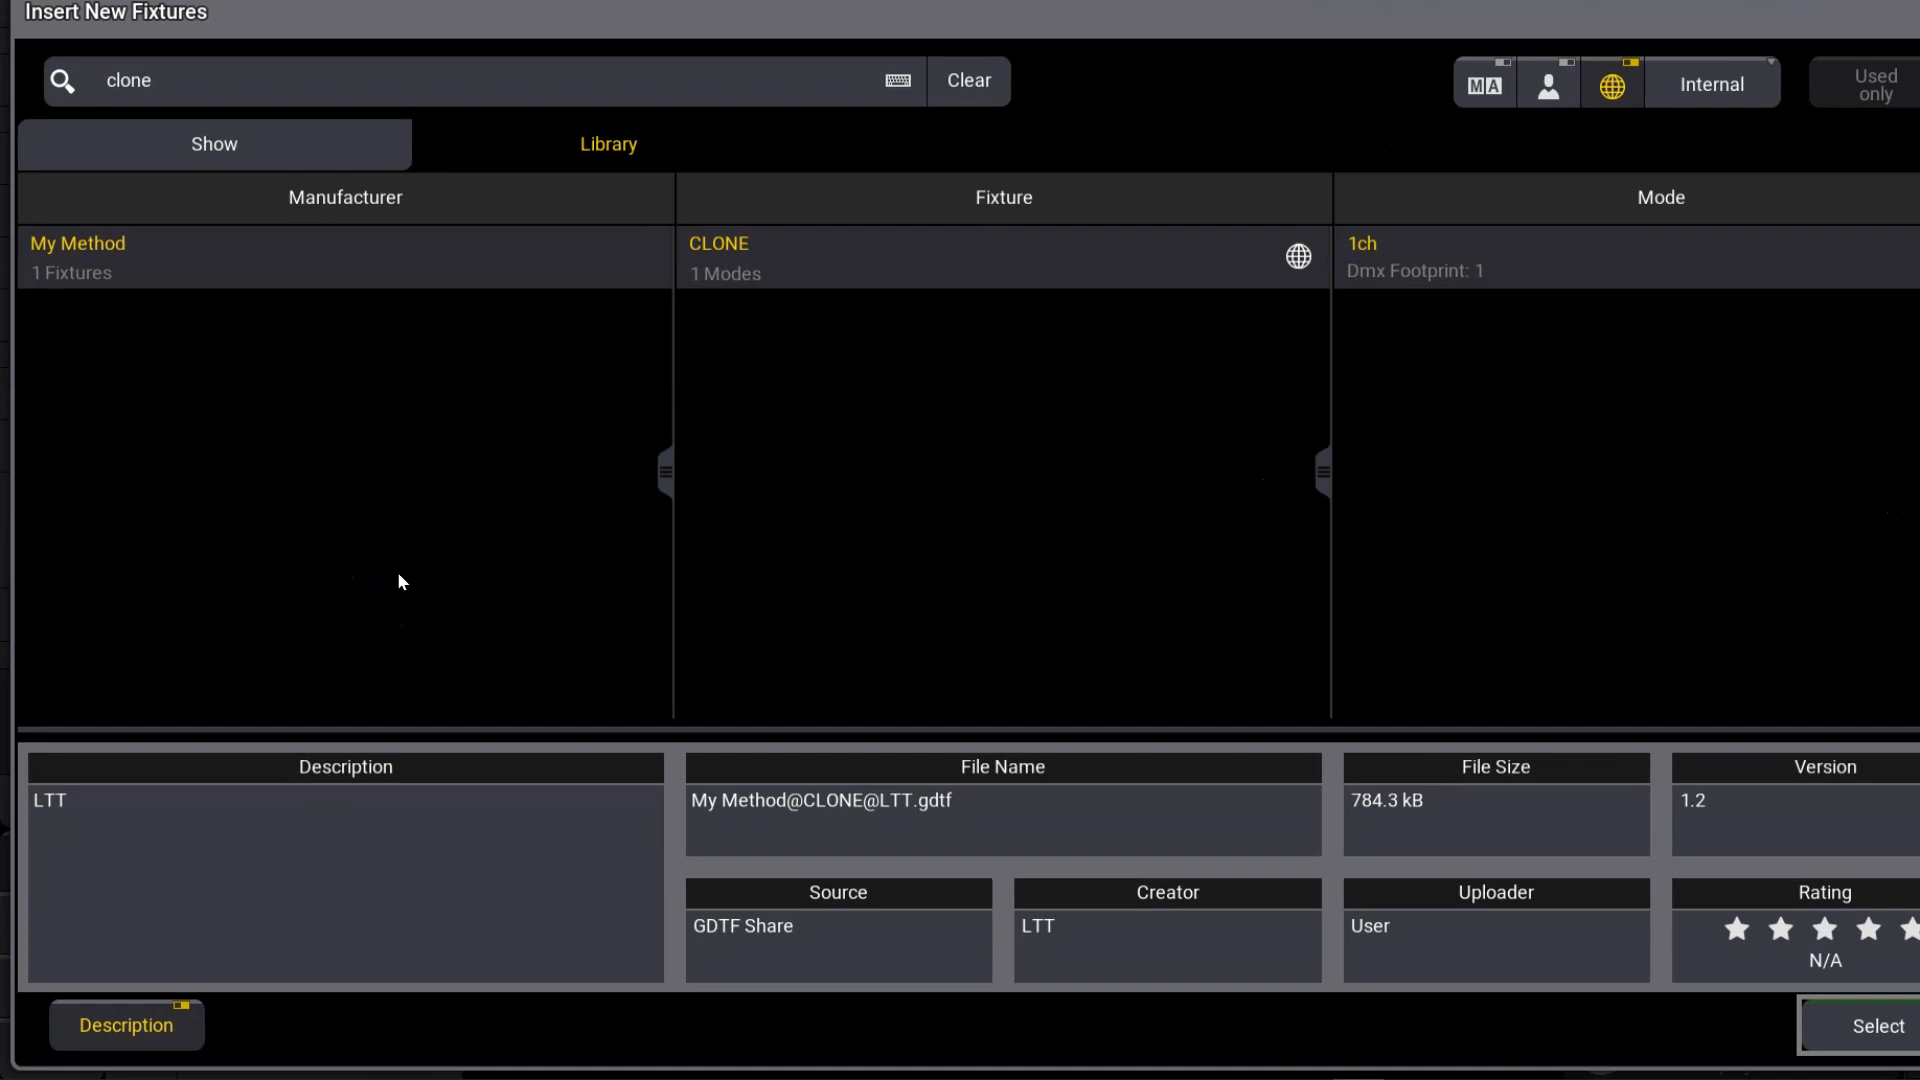 Insert New Fixtures
clone
Clear
MA
Internal
Used
only
Show
Library
Manufacturer
Fixture
Mode
My Method
1 Fixtures
CLONE
1 Modes
1ch
Dmx Footprint: 1
Description
LTT
File Name
My Method@CLONE@LTT.gdtf
File Size
784.3 kB
Version
1.2
Source
GDTF Share
Creator
LTT
Uploader
User
Rating
N/A
Description
Select